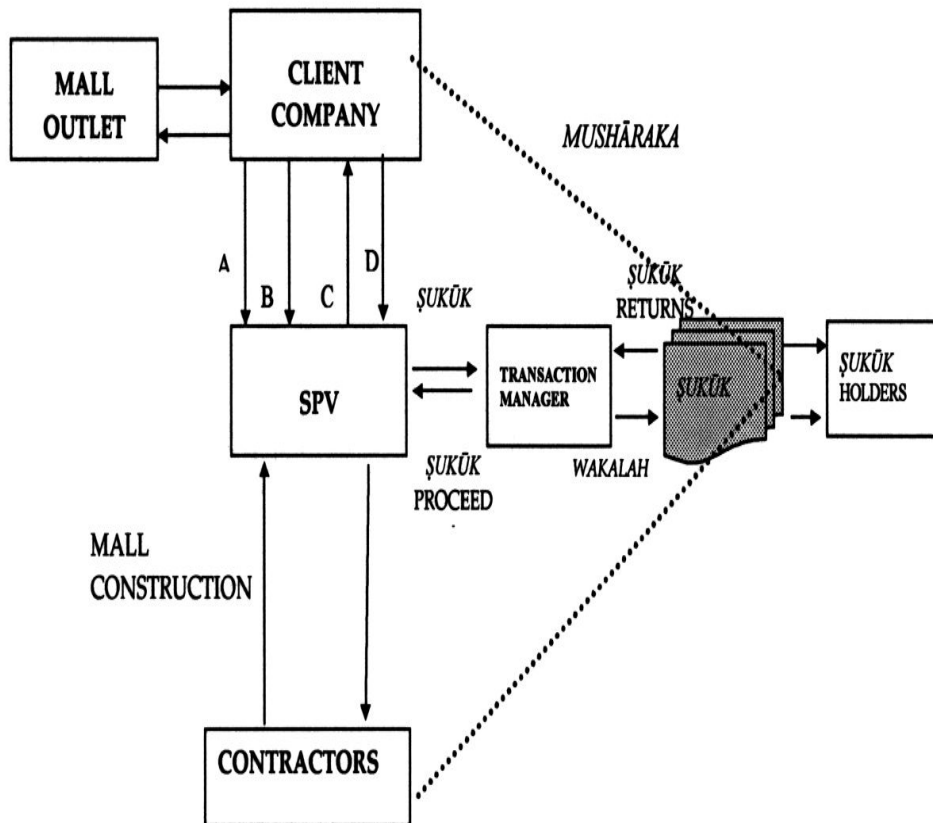 MALL
OUTLET
CLIENT
COMPANY
MUSHĀRAKA
A
B
C
D
ṢUKŪK
ṢUKŪK
RETURNS
SPV
TRANSACTION
MANAGER
ṢUKŪK
ṢUKŪK
HOLDERS
ṢUKŪK
PROCEED
WAKALAH
MALL
CONSTRUCTION
CONTRACTORS